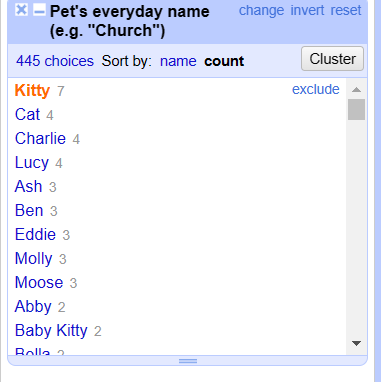 Pet's everyday name change invert reset
(e.g. "Church")
445 choices Sort by: name count Cluster
Kitty 7 exclude
Cat 4
Charlie 4
Lucy 4
Ash 3
Ben 3
Eddie 3
Molly 3
Moose 3
Abby 2
Baby Kitty 2
Bella 2